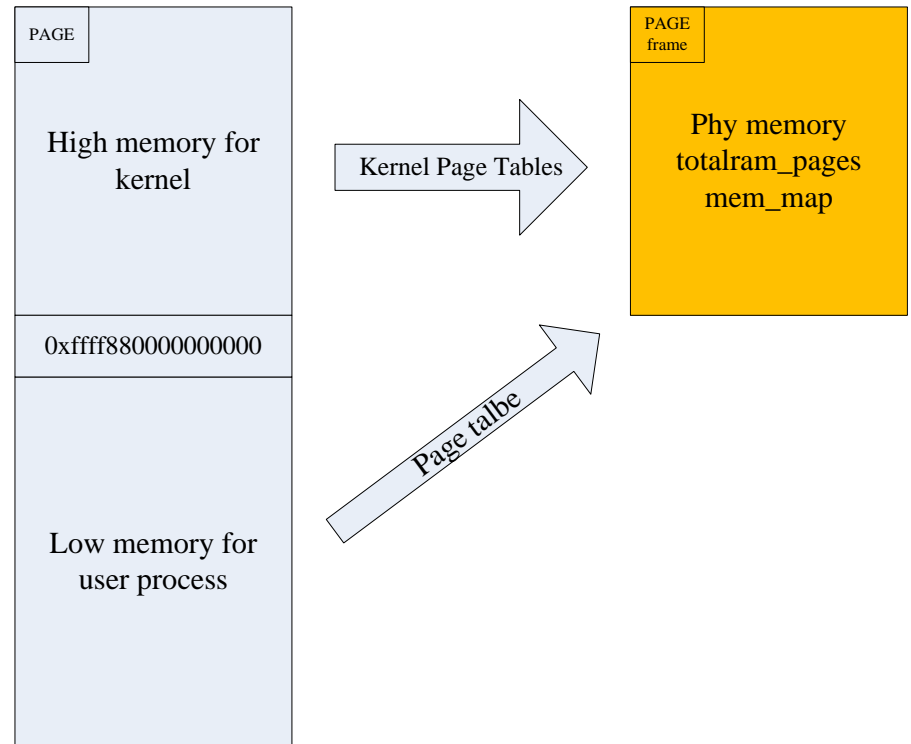 PAGE
High memory for
kernel
0xffff880000000000
Low memory for
user process
Kernel Page Tables
Page talbe
PAGE
frame
Phy memory
totalram_pages
mem_map